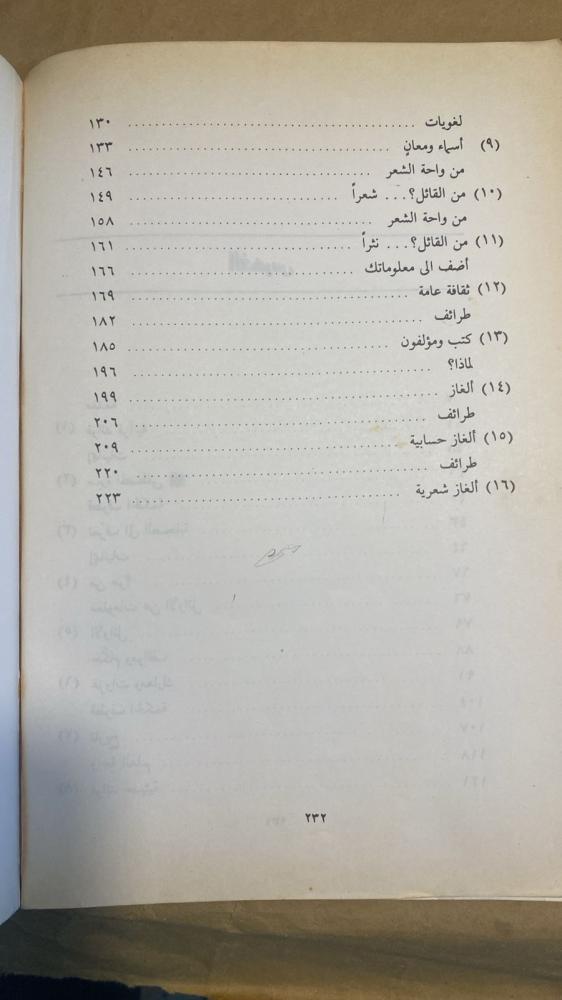 لغويات ........ ١٣٠
(٩) أسماء ومعانٍ ........ ١٣٣
من واحة الشعر ........ ١٤٦
(١٠) من القائل؟ ... شعراً ........ ١٤٩
من واحة الشعر ........ ١٥٨
(١١) من القائل؟ ... نثراً ........ ١٦١
أضف الى معلوماتك ........ ١٦٦
(١٢) ثقافة عامة ........ ١٦٩
طرائف ........ ١٨٢
(١٣) كتب ومؤلفون ........ ١٨٥
لماذا؟ ........ ١٩٦
(١٤) ألغاز ........ ١٩٩
طرائف ........ ٢٠٦
(١٥) ألغاز حسابية ........ ٢٠٩
طرائف ........ ٢٢٠
(١٦) ألغاز شعرية ........ ٢٢٣
٢٣٢